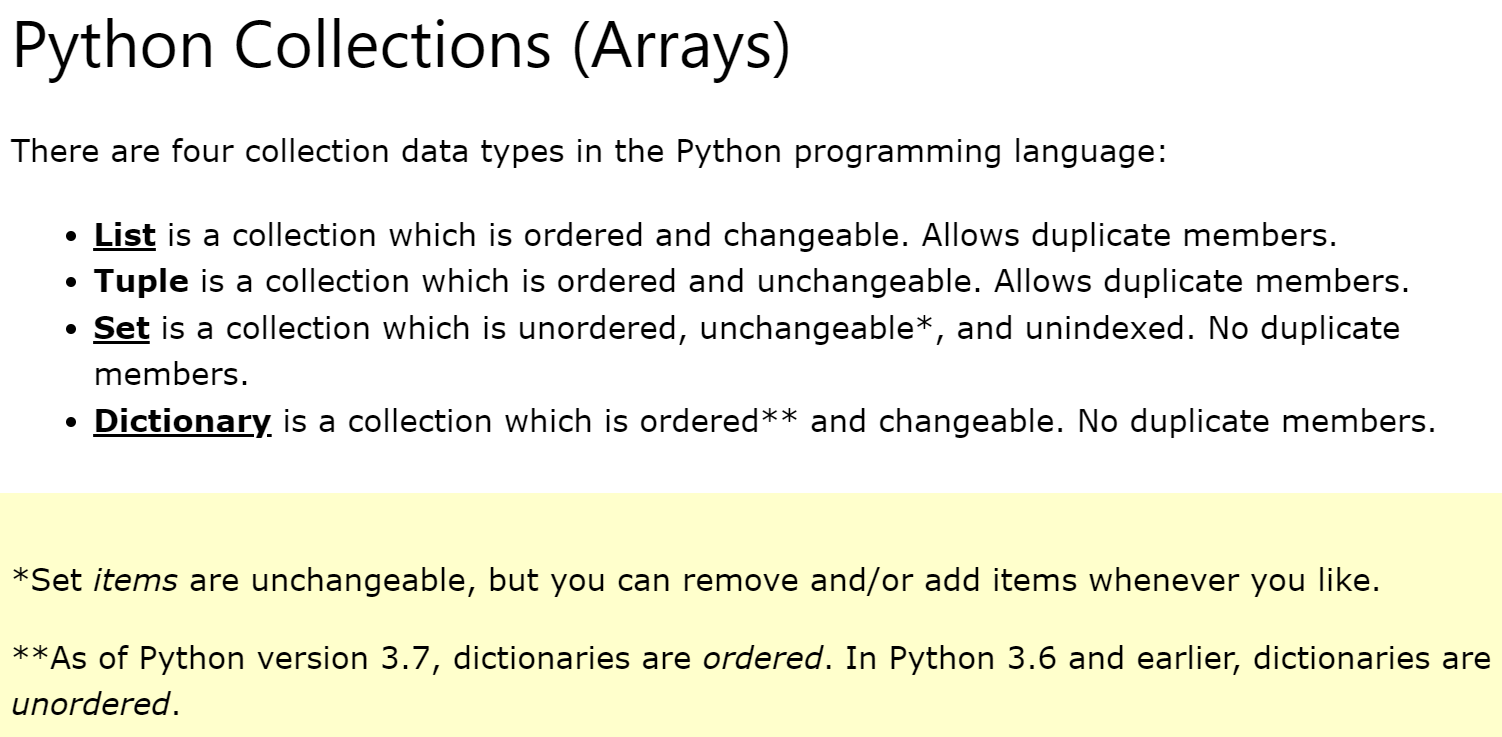 Python Collections (Arrays)
There are four collection data types in the Python programming language:
• List is a collection which is ordered and changeable. Allows duplicate members.
• Tuple is a collection which is ordered and unchangeable. Allows duplicate members.
• Set is a collection which is unordered, unchangeable*, and unindexed. No duplicate
members.
• Dictionary is a collection which is ordered** and changeable. No duplicate members.
*Set items are unchangeable, but you can remove and/or add items whenever you like.
**As of Python version 3.7, dictionaries are ordered. In Python 3.6 and earlier, dictionaries are
unordered.